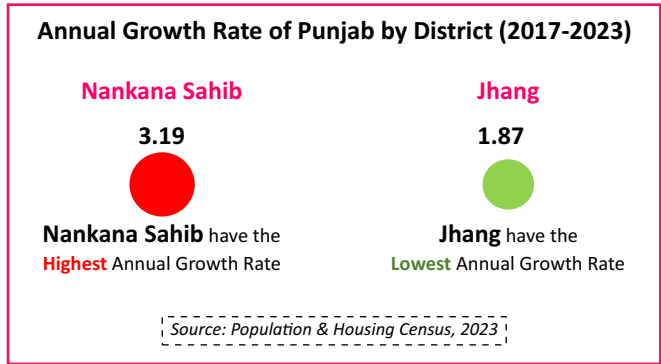 Annual Growth Rate of Punjab by District (2017-2023)
Nankana Sahib
Jhang
3.19
1.87
Nankana Sahib have the
Highest Annual Growth Rate
Jhang have the
Lowest Annual Growth Rate
Source: Population & Housing Census, 2023